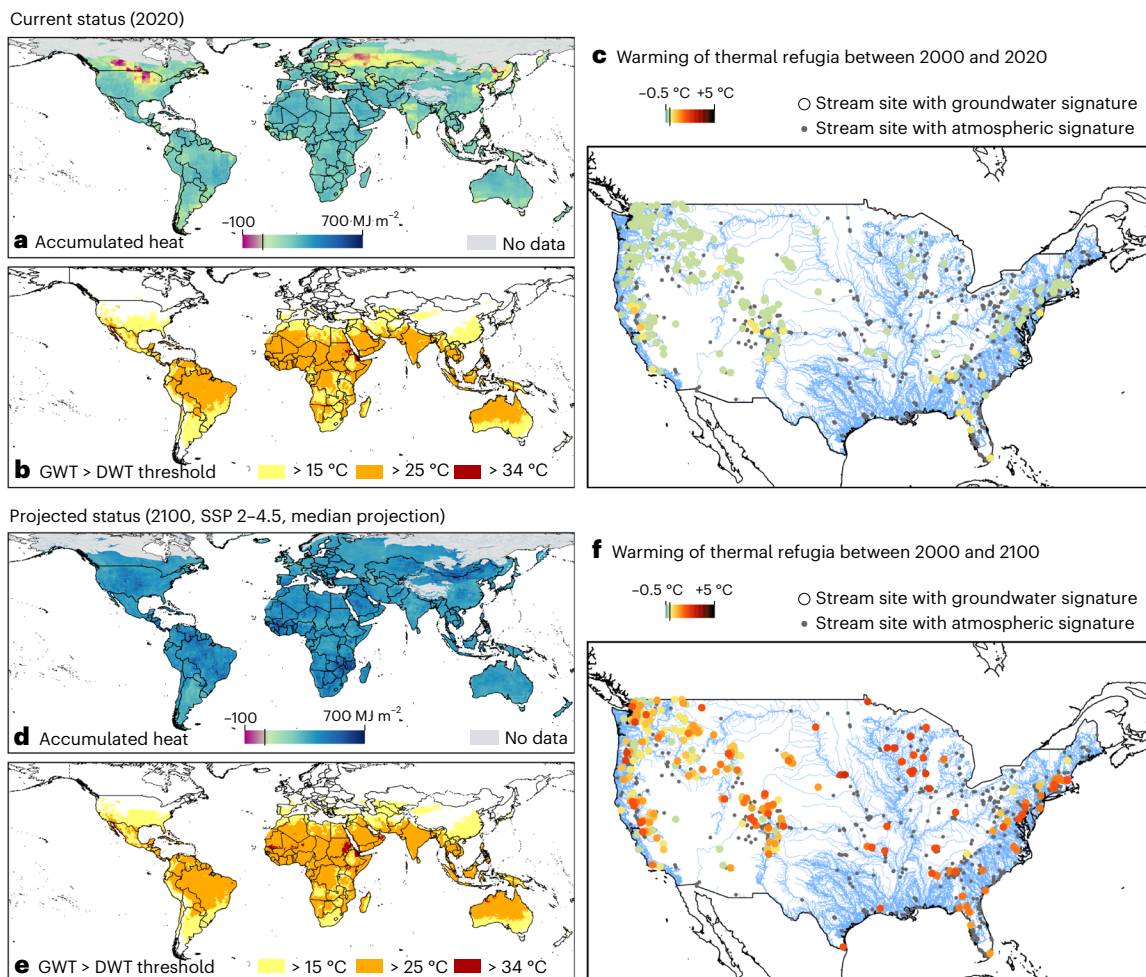 Current status (2020)
–100 700 MJ m⁻²
a Accumulated heat No data
b GWT > DWT threshold > 15 °C > 25 °C > 34 °C
c Warming of thermal refugia between 2000 and 2020
–0.5 °C +5 °C
Stream site with groundwater signature
Stream site with atmospheric signature
Projected status (2100, SSP 2–4.5, median projection)
–100 700 MJ m⁻²
d Accumulated heat No data
e GWT > DWT threshold > 15 °C > 25 °C > 34 °C
f Warming of thermal refugia between 2000 and 2100
–0.5 °C +5 °C
Stream site with groundwater signature
Stream site with atmospheric signature